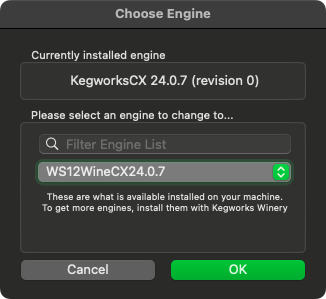 Choose Engine
Currently installed engine
KegworksCX 24.0.7 (revision 0)
Please select an engine to change to...
Filter Engine List
WS12WineCX24.0.7
These are what is available installed on your machine.
To get more engines, install them with Kegworks Winery
Cancel
OK